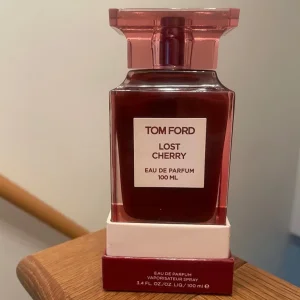 TOM FORD
LOST
CHERRY
EAU DE PARFUM
100 ML
EAU DE PARFUM
VAPORISATEUR SPRAY
3.4 FL.OZ./OZ. LIQ./100 ml ℮